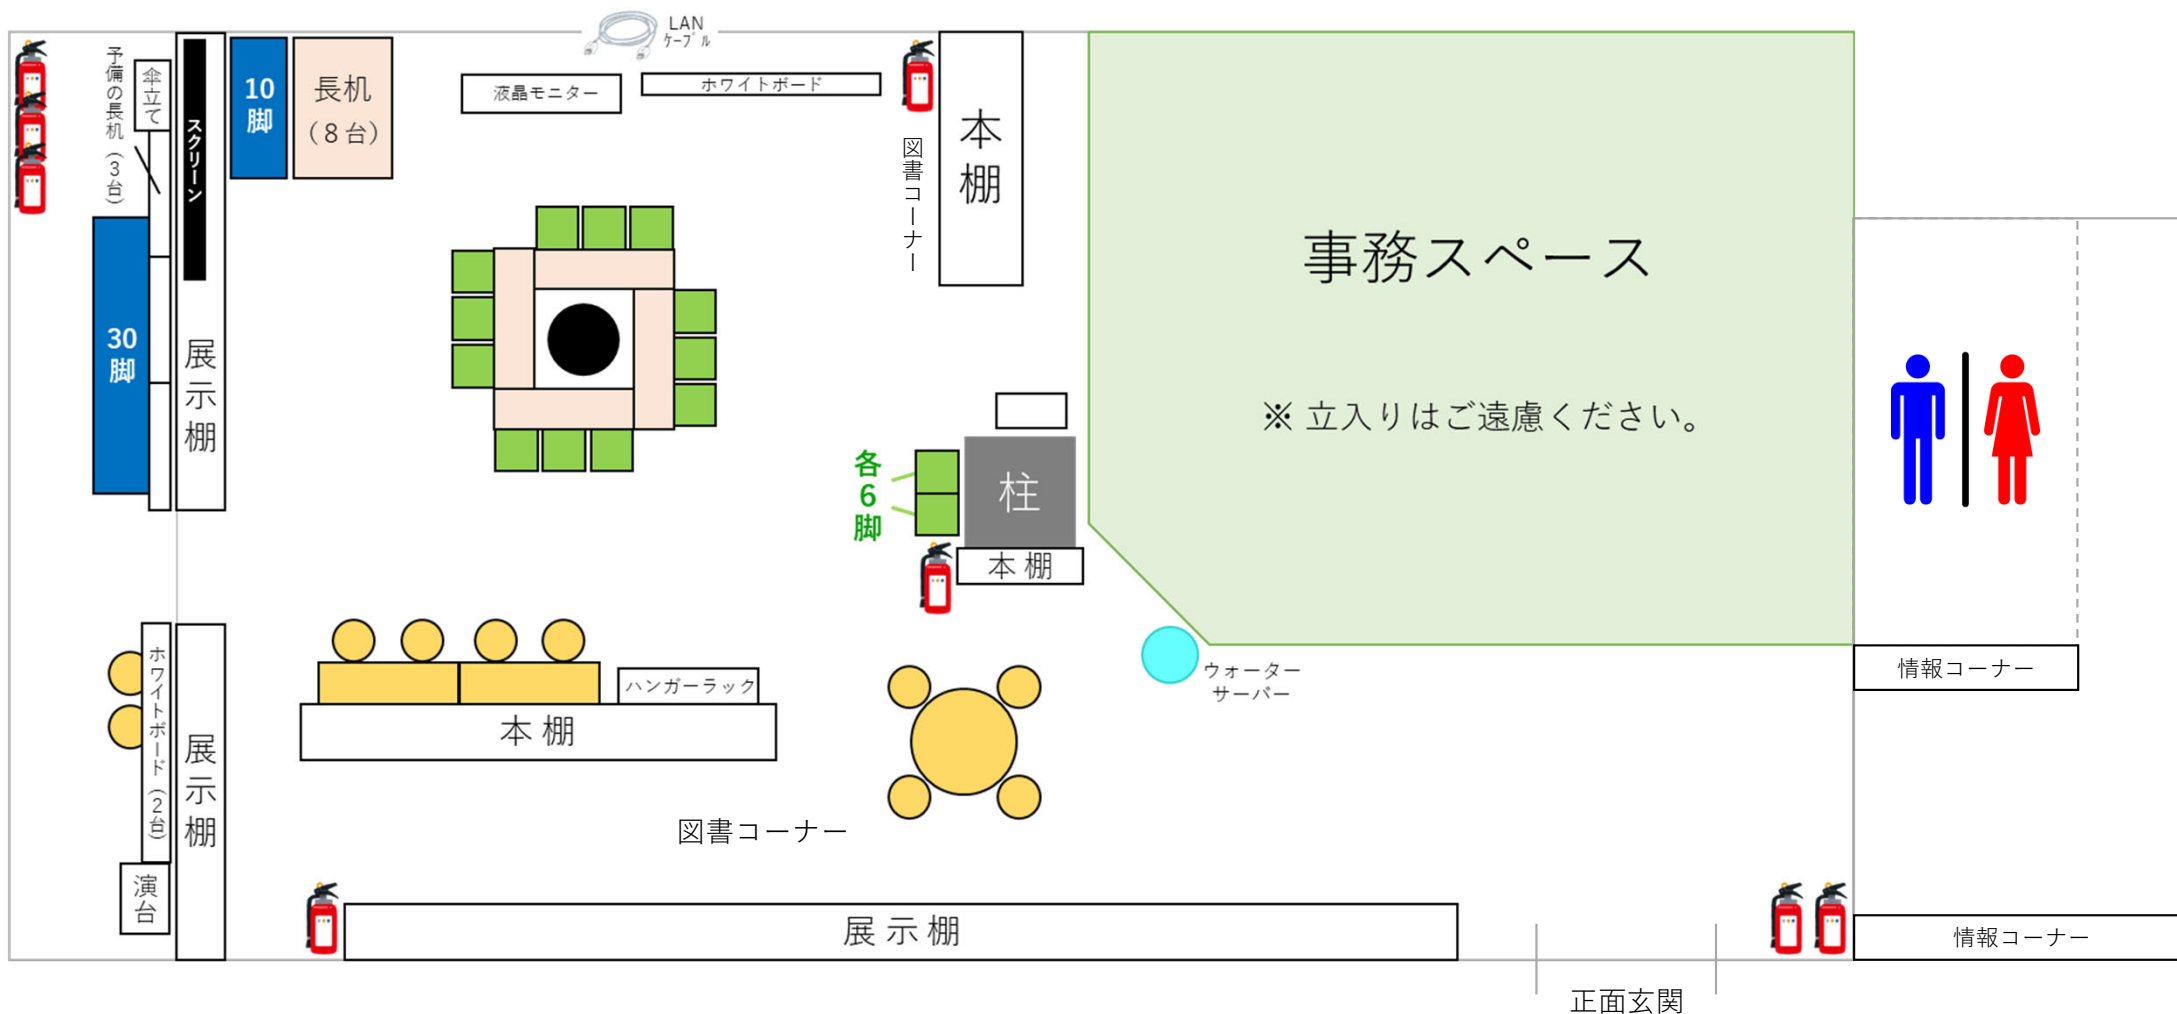 LAN
ｹｰﾌﾞﾙ
予備の長机（3台）
傘立て
スクリーン
10
脚
長机
（8台）
液晶モニター
ホワイトボード
図書コーナー
本棚
事務スペース
※ 立入りはご遠慮ください。
30
脚
展示棚
各
6
脚
柱
本棚
ウォーター
サーバー
情報コーナー
ホワイトボード（2台）
展示棚
ハンガーラック
本棚
図書コーナー
演台
展示棚
情報コーナー
正面玄関